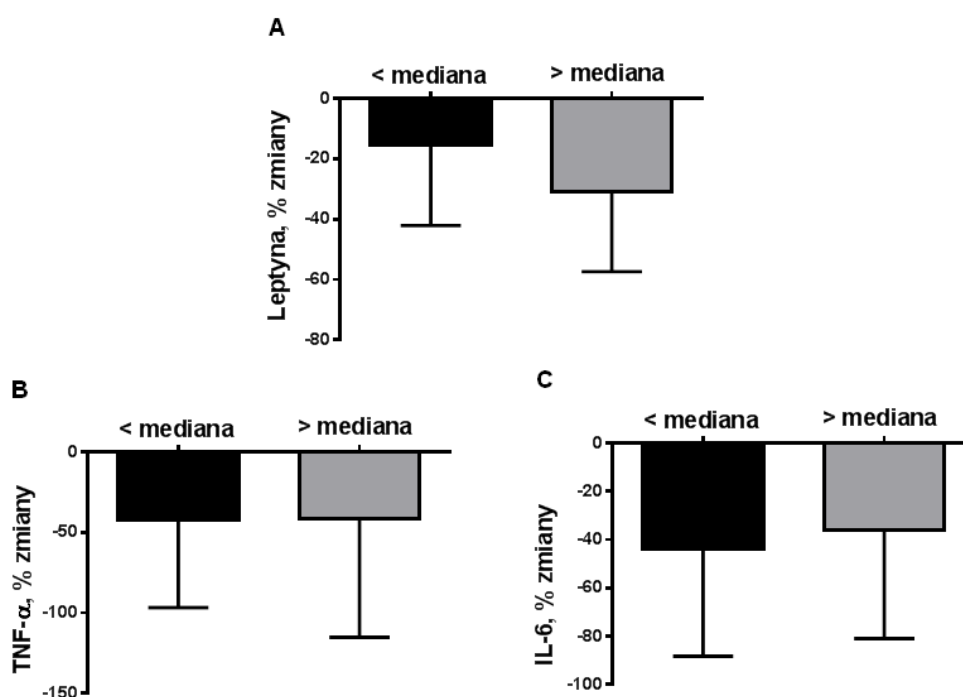 A
< mediana > mediana
0
-20
-40
-60
-80
Leptyna, % zmiany
B
< mediana > mediana
0
-50
-100
-150
TNF-α, % zmiany
C
< mediana > mediana
0
-20
-40
-60
-80
-100
IL-6, % zmiany